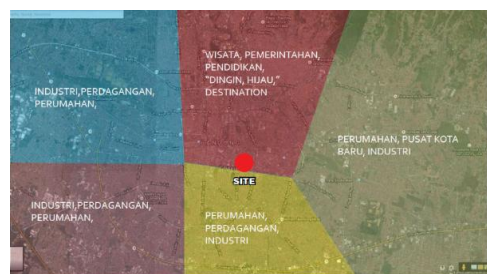 "WISATA, PEMERINTAHAN,
PENDIDIKAN,
"DINGIN, HIJAU,"
DESTINATION
INDUSTRI,PERDAGANGAN,
PERUMAHAN,
PERUMAHAN, PUSAT KOTA
BARU, INDUSTRI
SITE
INDUSTRI,PERDAGANGAN,
PERUMAHAN,
PERUMAHAN,
PERDAGANGAN,
INDUSTRI